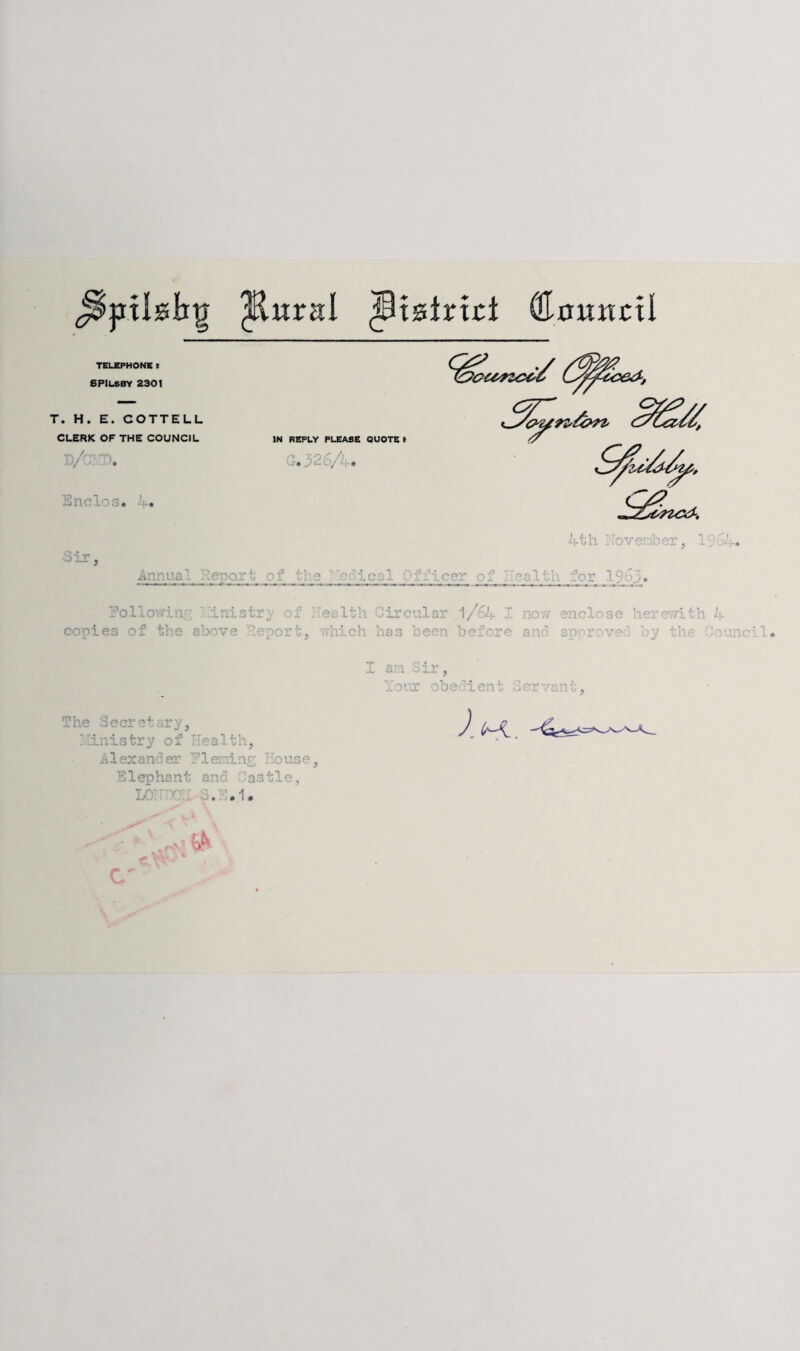 Spilsby Rural District Council
TELEPHONE:
SPILSBY 2301
T. H. E. COTTELL
CLERK OF THE COUNCIL
IN REPLY PLEASE QUOTE:
G.326/4.
Enclos. 4.
Council Offices,
Toynton Hall,
Spilsby,
Lincs.
4th November, 1964.
Sir,
Annual Report of the Medical Officer of Health for 1963.
Following Ministry of Health Circular 1/64 I now enclose herewith 4
copies of the above Report, which has been before and approved by the Council.
I am Sir,
Your obedient Servant,
The Secretary,
Ministry of Health,
Alexander Fleming House,
Elephant and Castle,
LONDON S.E.1.